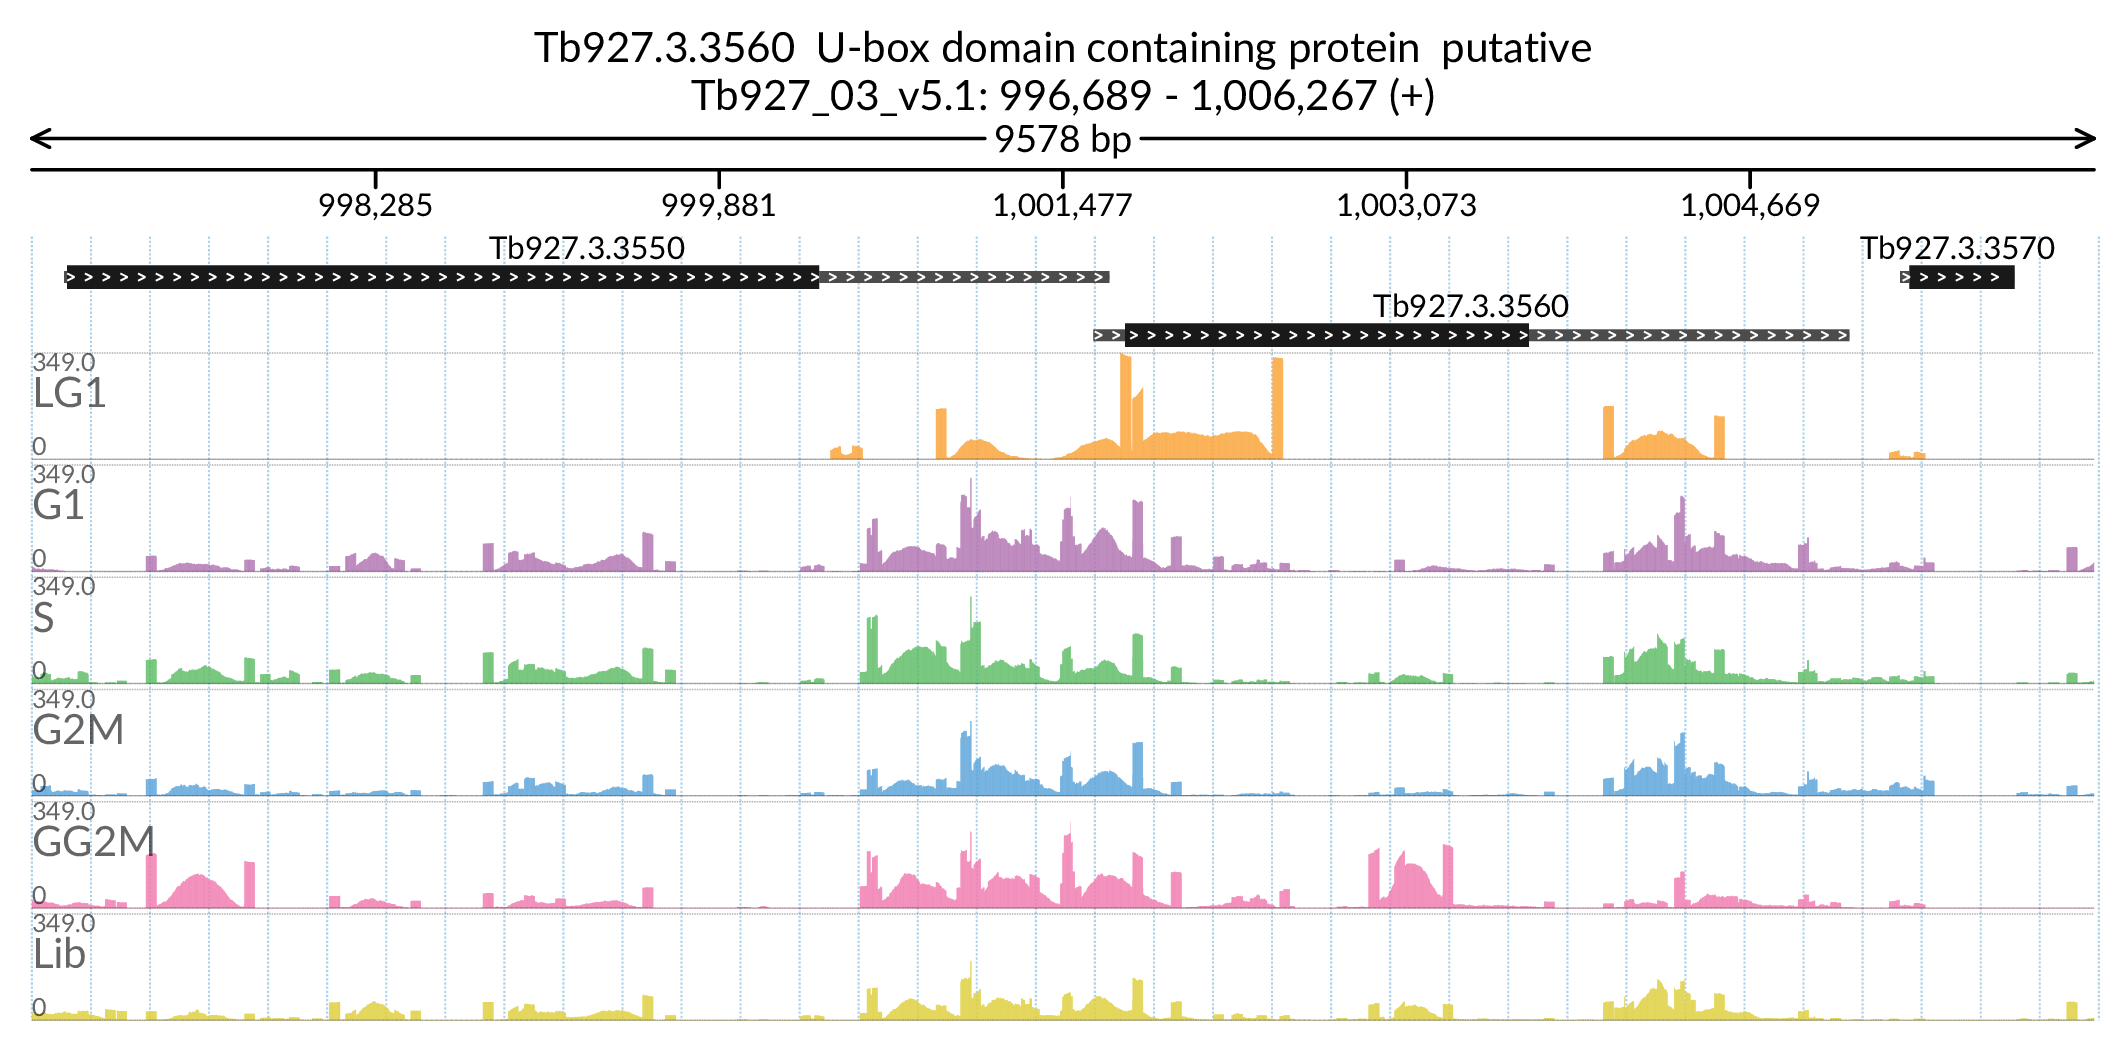 Tb927.3.3560  U-box domain containing protein  putative
Tb927_03_v5.1: 996,689 - 1,006,267 (+)
9578 bp
998,285 999,881 1,001,477 1,003,073 1,004,669
Tb927.3.3550 Tb927.3.3570
Tb927.3.3560
349.0
LG1
0
349.0
G1
0
349.0
S
0
349.0
G2M
0
349.0
GG2M
0
349.0
Lib
0